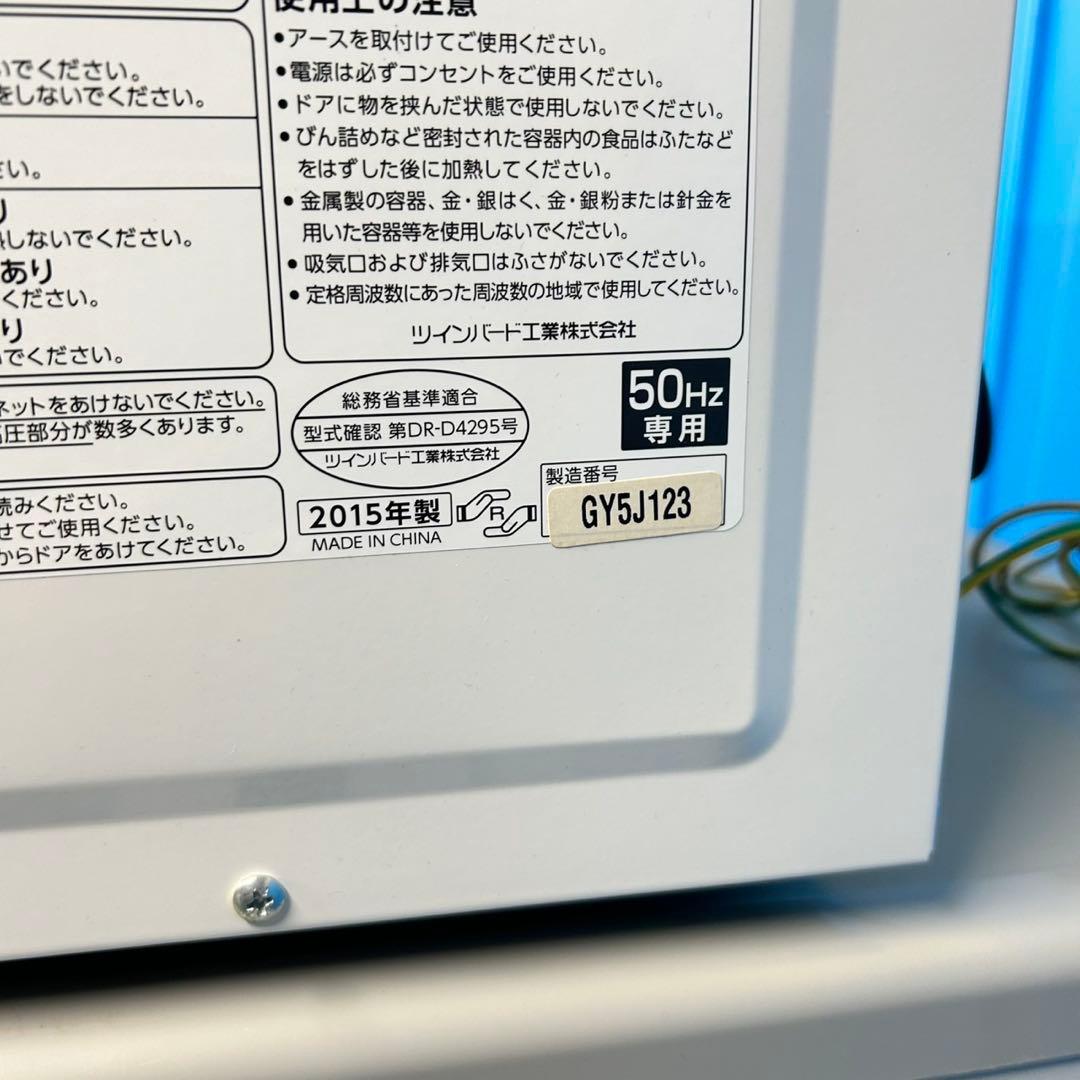 いでください。
をしないでください。
さい。
り
熱しないでください。
あり
ください。
り
いでください。
ネットをあけないでください。
高圧部分が数多くあります。
読みください。
せてご使用ください。
からドアをあけてください。
使用上の注意
•アースを取付けてご使用ください。
•電源は必ずコンセントをご使用ください。
•ドアに物を挟んだ状態で使用しないでください。
•びん詰めなど密封された容器内の食品はふたなど
をはずした後に加熱してください。
•金属製の容器、金・銀はく、金・銀粉または針金を
用いた容器等を使用しないでください。
•吸気口および排気口はふさがないでください。
•定格周波数にあった周波数の地域で使用してください。
ツインバード工業株式会社
総務省基準適合
型式確認 第DR-D4295号
ツインバード工業株式会社
50Hz
専用
2015年製
R
MADE IN CHINA
製造番号
GY5J123